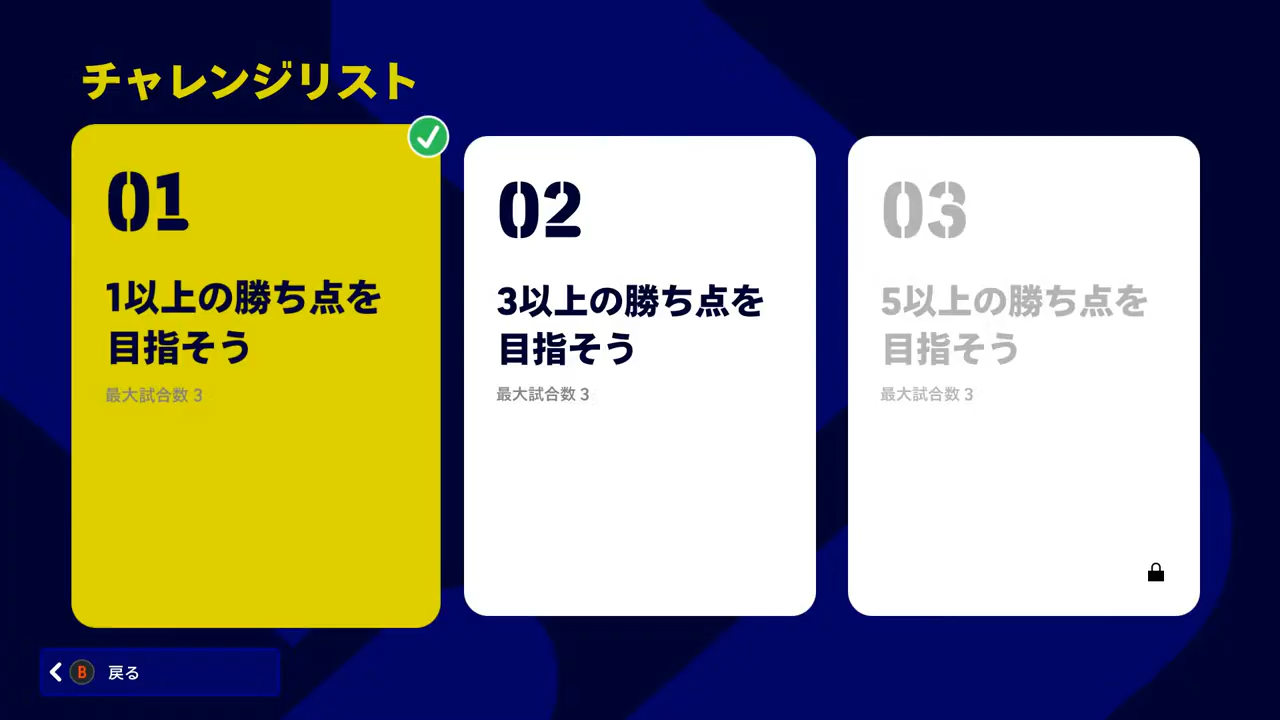 チャレンジリスト
01
1以上の勝ち点を
目指そう
最大試合数 3
02
3以上の勝ち点を
目指そう
最大試合数 3
03
5以上の勝ち点を
目指そう
最大試合数 3
B 戻る